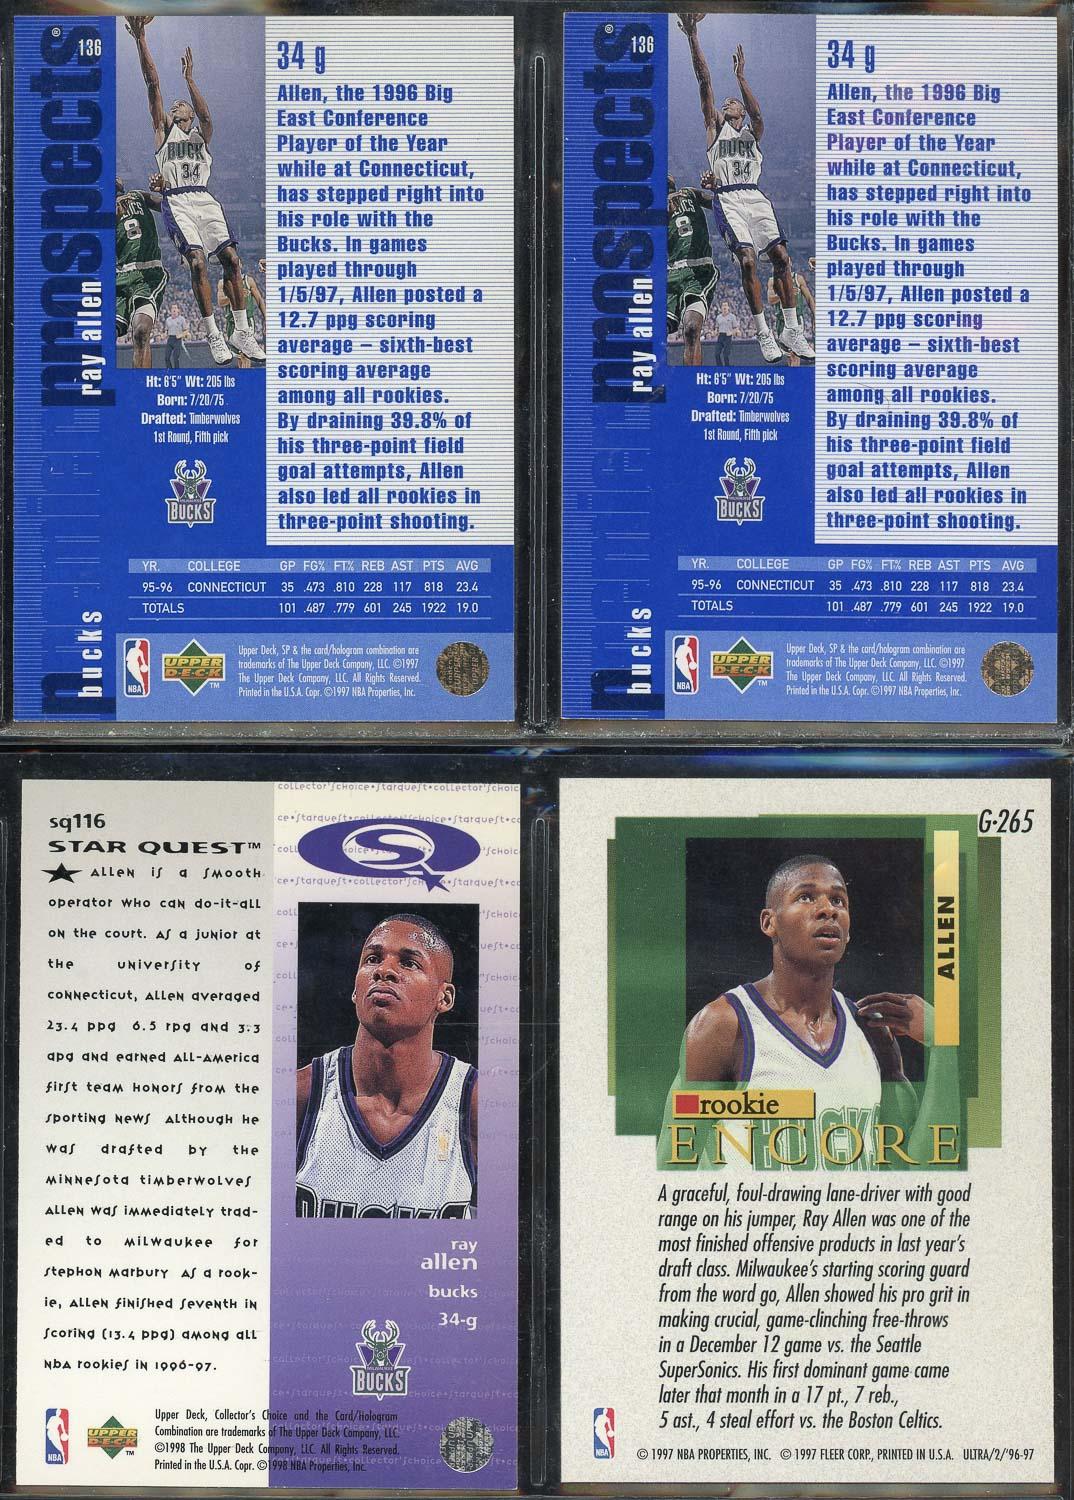 136
prospects
ray allen
bucks
BUCK
34
8
34 g
Allen, the 1996 Big
East Conference
Player of the Year
while at Connecticut,
has stepped right into
his role with the
Bucks. In games
played through
1/5/97, Allen posted a
12.7 ppg scoring
average – sixth-best
scoring average
among all rookies.
By draining 39.8% of
his three-point field
goal attempts, Allen
also led all rookies in
three-point shooting.
Ht: 6'5" Wt: 205 lbs
Born: 7/20/75
Drafted: Timberwolves
1st Round, Fifth pick
BUCKS
YR. COLLEGE GP FG% FT% REB AST PTS AVG
95-96 CONNECTICUT 35 .473 .810 228 117 818 23.4
TOTALS 101 .487 .779 601 245 1922 19.0
NBA
UPPER DECK™
Upper Deck, SP & the card/hologram combination are
trademarks of The Upper Deck Company, LLC. ©1997
The Upper Deck Company, LLC. All Rights Reserved.
Printed in the U.S.A. Copr. ©1997 NBA Properties, Inc.
136
prospects
ray allen
bucks
BUCK
34
8
34 g
Allen, the 1996 Big
East Conference
Player of the Year
while at Connecticut,
has stepped right into
his role with the
Bucks. In games
played through
1/5/97, Allen posted a
12.7 ppg scoring
average – sixth-best
scoring average
among all rookies.
By draining 39.8% of
his three-point field
goal attempts, Allen
also led all rookies in
three-point shooting.
Ht: 6'5" Wt: 205 lbs
Born: 7/20/75
Drafted: Timberwolves
1st Round, Fifth pick
BUCKS
YR. COLLEGE GP FG% FT% REB AST PTS AVG
95-96 CONNECTICUT 35 .473 .810 228 117 818 23.4
TOTALS 101 .487 .779 601 245 1922 19.0
NBA
UPPER DECK™
Upper Deck, SP & the card/hologram combination are
trademarks of The Upper Deck Company, LLC. ©1997
The Upper Deck Company, LLC. All Rights Reserved.
Printed in the U.S.A. Copr. ©1997 NBA Properties, Inc.
sq116
STAR QUEST™
Allen is a smooth
operator who can do-it-all
on the court. As a junior at
the University of
Connecticut, Allen averaged
23.4 ppg 6.5 rpg and 3.3
apg and earned All-America
first team honors from the
Sporting News Although he
was drafted by the
Minnesota Timberwolves
Allen was immediately trad-
ed to Milwaukee for
Stephon Marbury As a rook-
ie, Allen finished seventh in
scoring (13.4 ppg) among all
NBA rookies in 1996-97.
SQ
BUCKS
ray
allen
bucks
34-g
BUCKS
NBA
UPPER DECK
Upper Deck, Collector's Choice and the Card/Hologram
Combination are trademarks of The Upper Deck Company, LLC.
©1998 The Upper Deck Company, LLC. All Rights Reserved.
Printed in the U.S.A. Copr. ©1998 NBA Properties, Inc.
G•265
ALLEN
rookie
ENCORE
BUCKS
A graceful, foul-drawing lane-driver with good
range on his jumper, Ray Allen was one of the
most finished offensive products in last year's
draft class. Milwaukee's starting scoring guard
from the word go, Allen showed his pro grit in
making crucial, game-clinching free-throws
in a December 12 game vs. the Seattle
SuperSonics. His first dominant game came
later that month in a 17 pt., 7 reb.,
5 ast., 4 steal effort vs. the Boston Celtics.
NBA
© 1997 NBA PROPERTIES, INC. © 1997 FLEER CORP., PRINTED IN U.S.A. ULTRA/2/'96-97